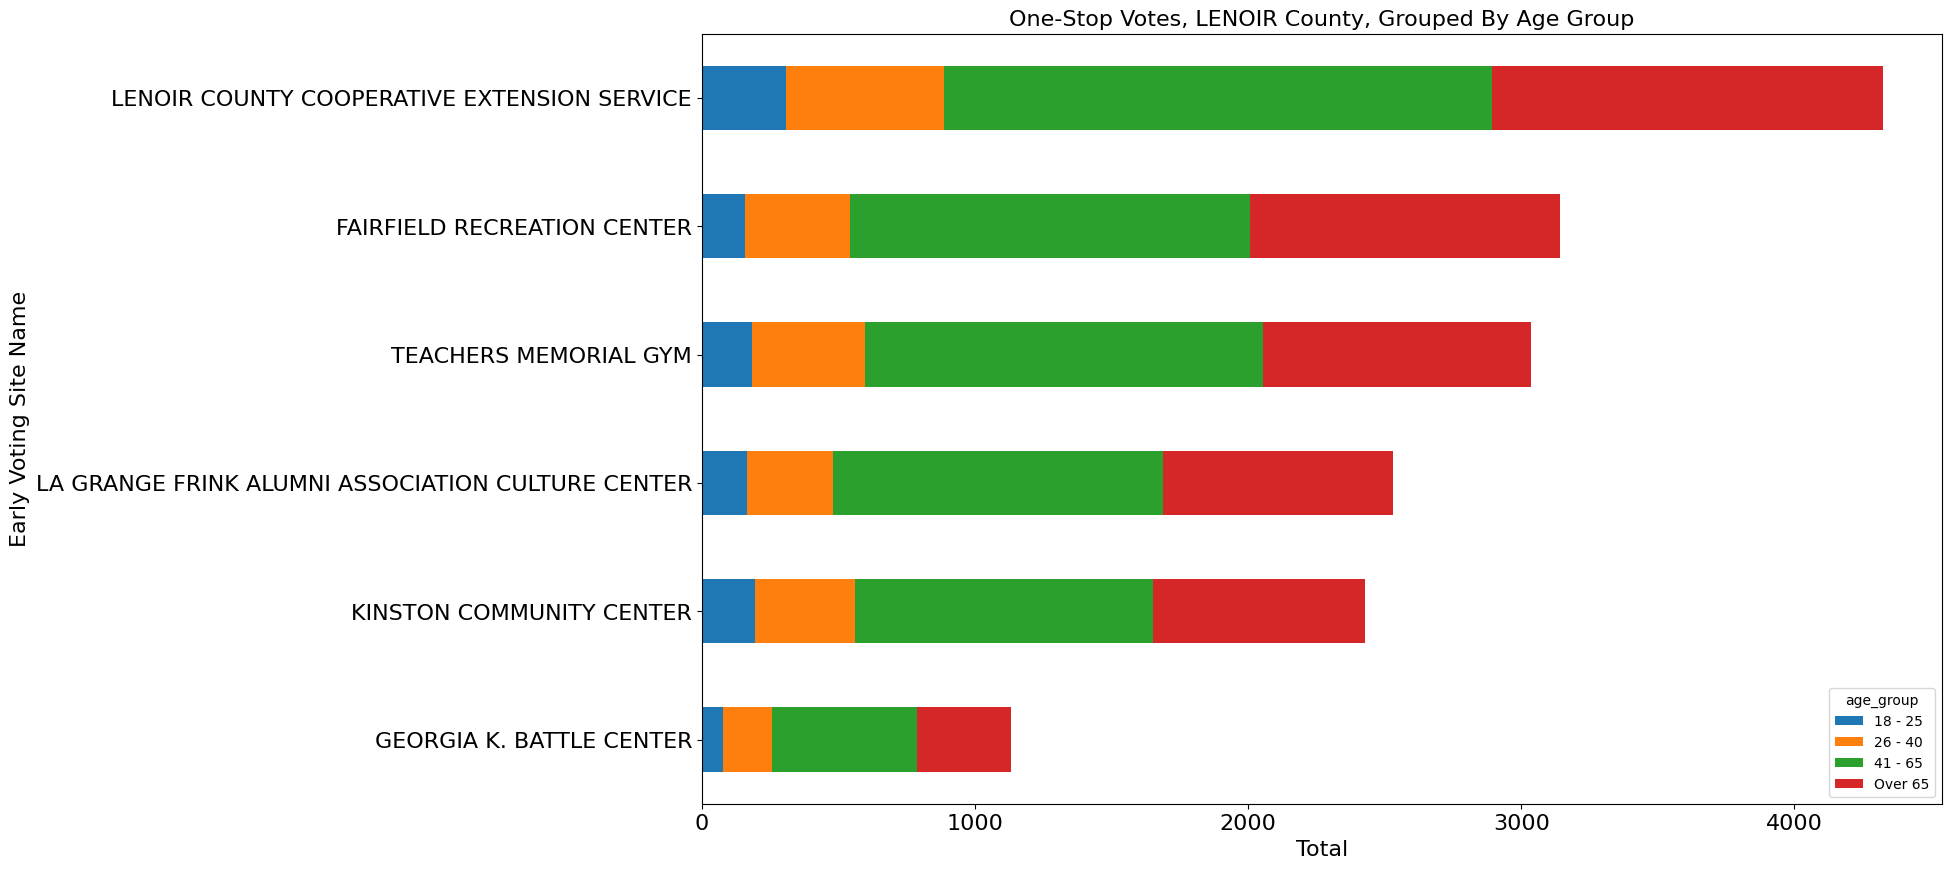 One-Stop Votes, LENOIR County, Grouped By Age Group
Early Voting Site Name
LENOIR COUNTY COOPERATIVE EXTENSION SERVICE
FAIRFIELD RECREATION CENTER
TEACHERS MEMORIAL GYM
LA GRANGE FRINK ALUMNI ASSOCIATION CULTURE CENTER
KINSTON COMMUNITY CENTER
GEORGIA K. BATTLE CENTER
age_group
18 - 25
26 - 40
41 - 65
Over 65
0 1000 2000 3000 4000
Total